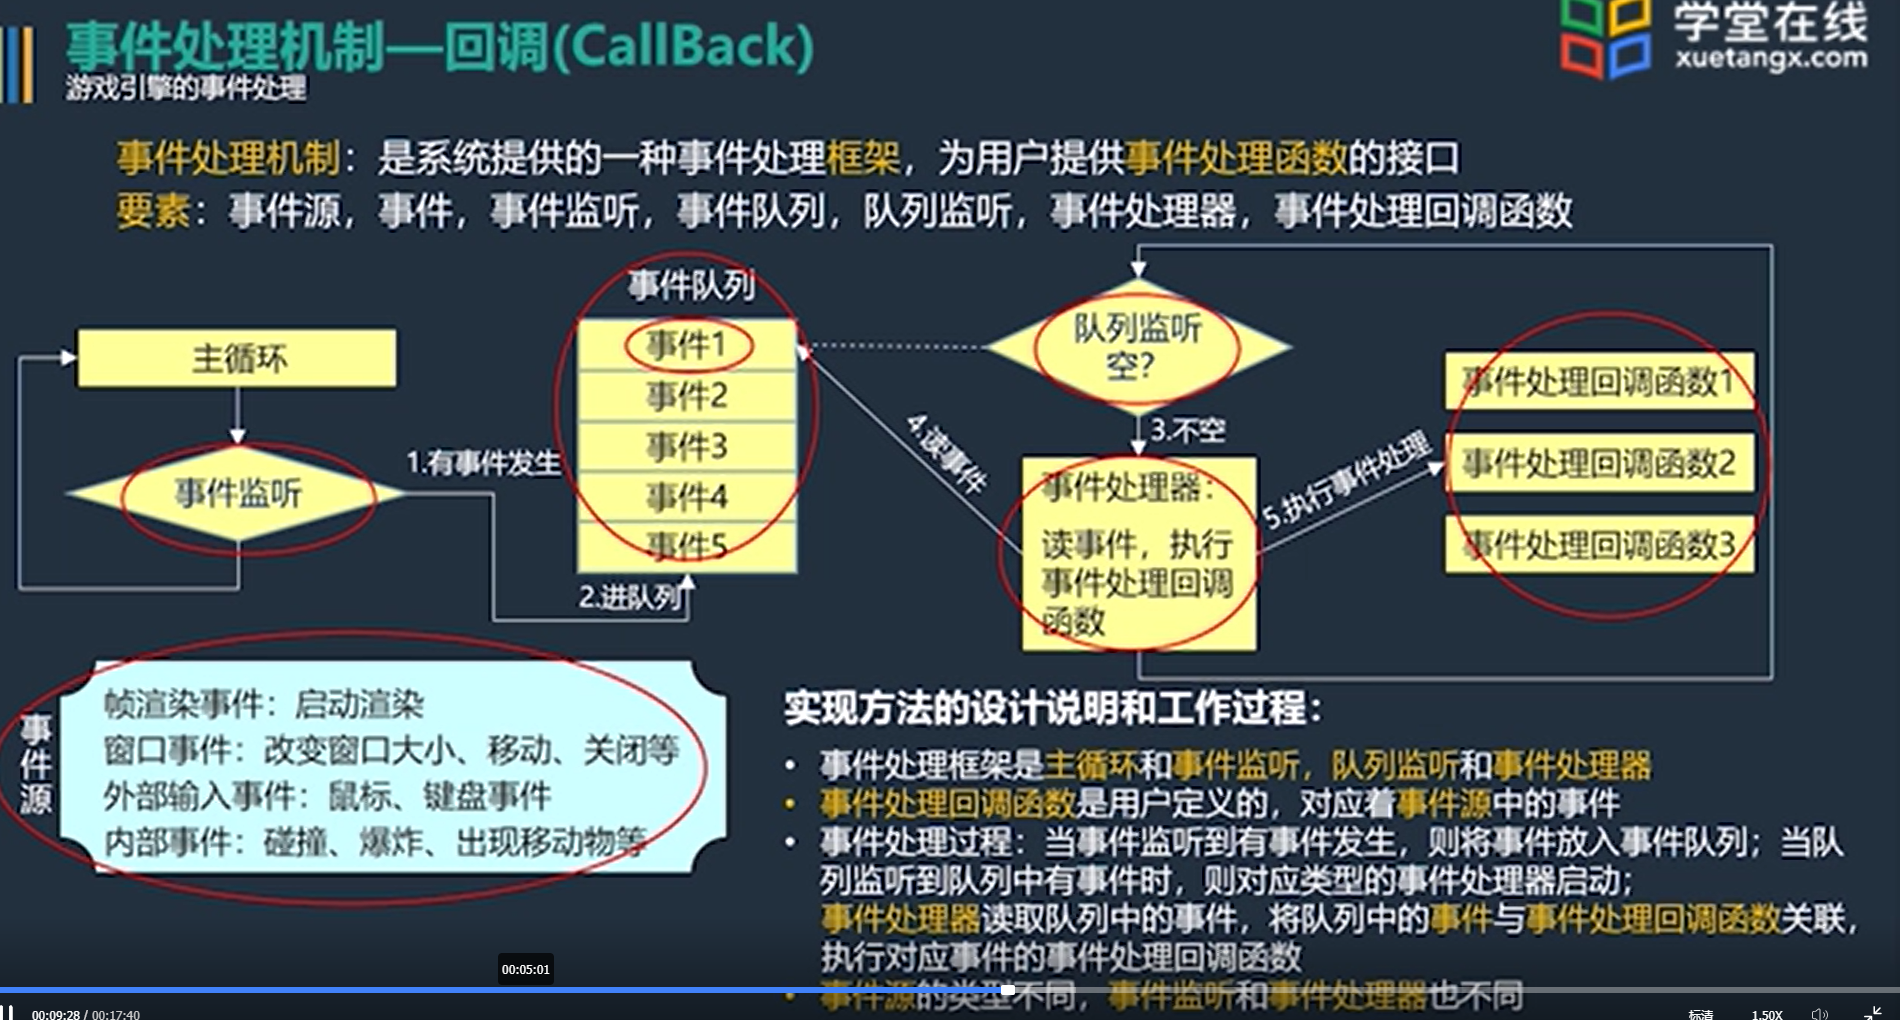 事件处理机制—回调(CallBack)
游戏引擎的事件处理
学堂在线
xuetangx.com
事件处理机制：是系统提供的一种事件处理框架，为用户提供事件处理函数的接口
要素：事件源，事件，事件监听，事件队列，队列监听，事件处理器，事件处理回调函数
主循环
事件监听
1.有事件发生
2.进队列
事件队列
事件1
事件2
事件3
事件4
事件5
队列监听
空?
3.不空
4.读事件
事件处理器：
读事件，执行
事件处理回调
函数
5.执行事件处理
事件处理回调函数1
事件处理回调函数2
事件处理回调函数3
事件源
帧渲染事件：启动渲染
窗口事件：改变窗口大小、移动、关闭等
外部输入事件：鼠标、键盘事件
内部事件：碰撞、爆炸、出现移动物等
实现方法的设计说明和工作过程：
• 事件处理框架是主循环和事件监听，队列监听和事件处理器
• 事件处理回调函数是用户定义的，对应着事件源中的事件
• 事件处理过程：当事件监听到有事件发生，则将事件放入事件队列；当队
列监听到队列中有事件时，则对应类型的事件处理器启动；
事件处理器读取队列中的事件，将队列中的事件与事件处理回调函数关联，
执行对应事件的事件处理回调函数
• 事件源的类型不同，事件监听和事件处理器也不同
00:05:01
00:09:28 / 00:17:40
标清
1.50X